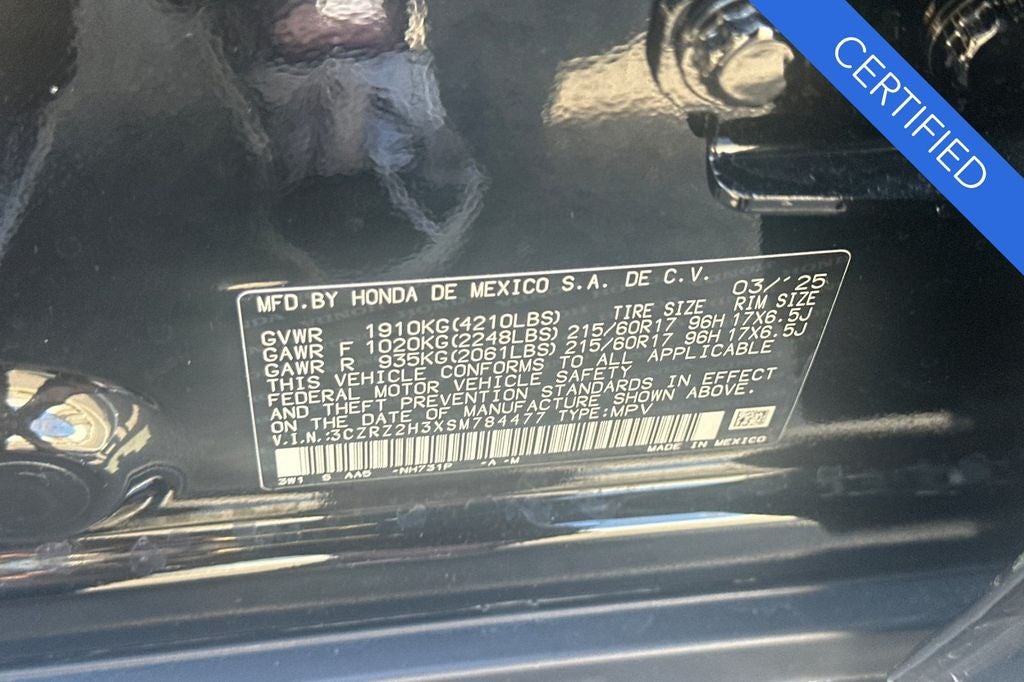 CERTIFIED
MFD.BY HONDA DE MEXICO S.A. DE C.V. 03/'25
GVWR 1910KG(4210LBS) TIRE SIZE RIM SIZE
GAWR F 1020KG(2248LBS) 215/60R17 96H 17X6.5J
GAWR R 935KG(2061LBS) 215/60R17 96H 17X6.5J
THIS VEHICLE CONFORMS TO ALL APPLICABLE
FEDERAL MOTOR VEHICLE SAFETY
AND THEFT PREVENTION STANDARDS IN EFFECT
ON THE DATE OF MANUFACTURE SHOWN ABOVE.
V.I.N.:3CZRZ2H3XSM784477 TYPE:MPV
MADE IN MEXICO
3W1 S AA5 -NH731P -A -M